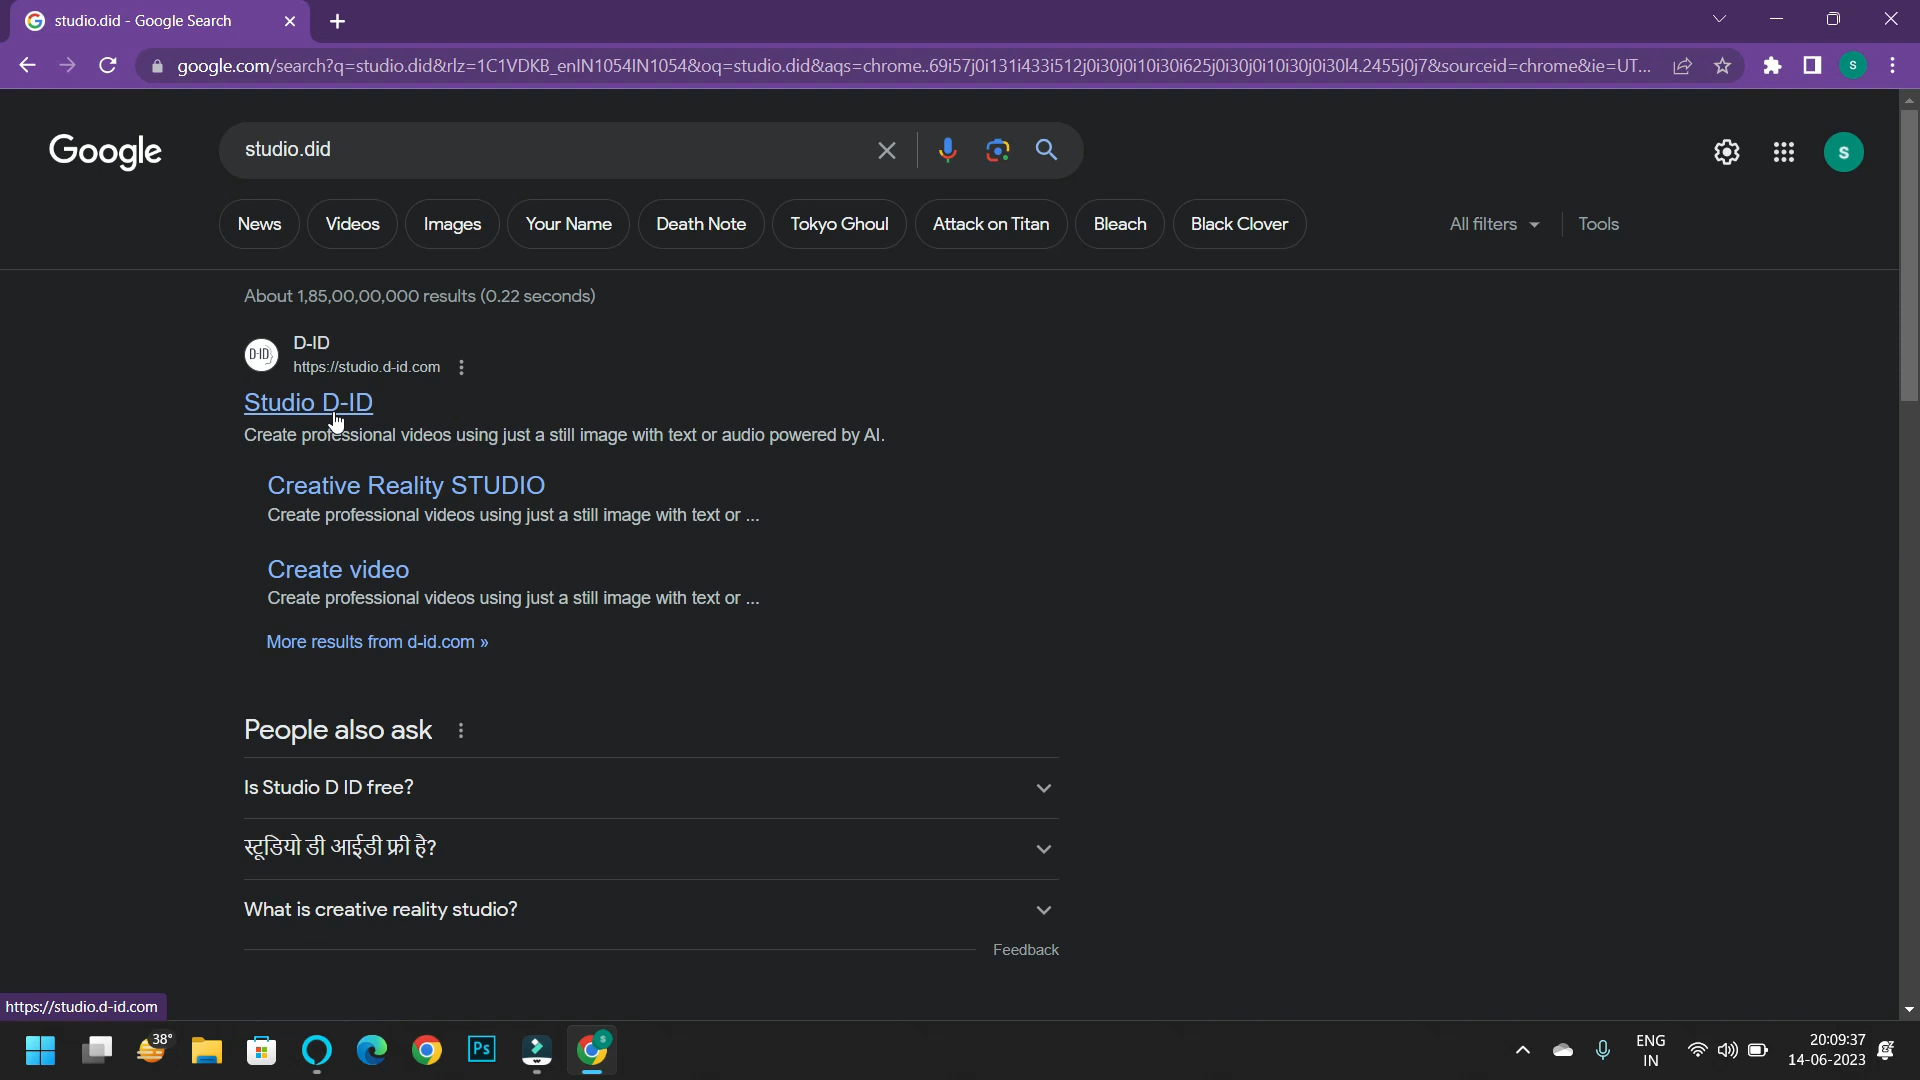 studio.did - Google Search
google.com/search?q=studio.did&rlz=1C1VDKB_enIN1054IN1054&oq=studio.did&aqs=chrome..69i57j0i131i433i512j0i30j0i10i30i625j0i30j0i10i30j0i30l4.2455j0j7&sourceid=chrome&ie=UT...
S
Google
studio.did
S
News Videos Images Your Name Death Note Tokyo Ghoul Attack on Titan Bleach Black Clover All filters Tools
About 1,85,00,00,000 results (0.22 seconds)
D-ID
D-ID
https://studio.d-id.com
Studio D-ID
Create professional videos using just a still image with text or audio powered by AI.
Creative Reality STUDIO
Create professional videos using just a still image with text or ...
Create video
Create professional videos using just a still image with text or ...
More results from d-id.com »
People also ask
Is Studio D ID free?
स्टूडियो डी आईडी फ्री है?
What is creative reality studio?
Feedback
https://studio.d-id.com
38°
Ps
S
ENG
IN
20:09:37
14-06-2023